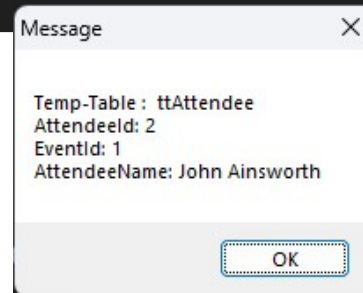 Message
Temp-Table : ttAttendee
AttendeeId: 2
EventId: 1
AttendeeName: John Ainsworth
OK